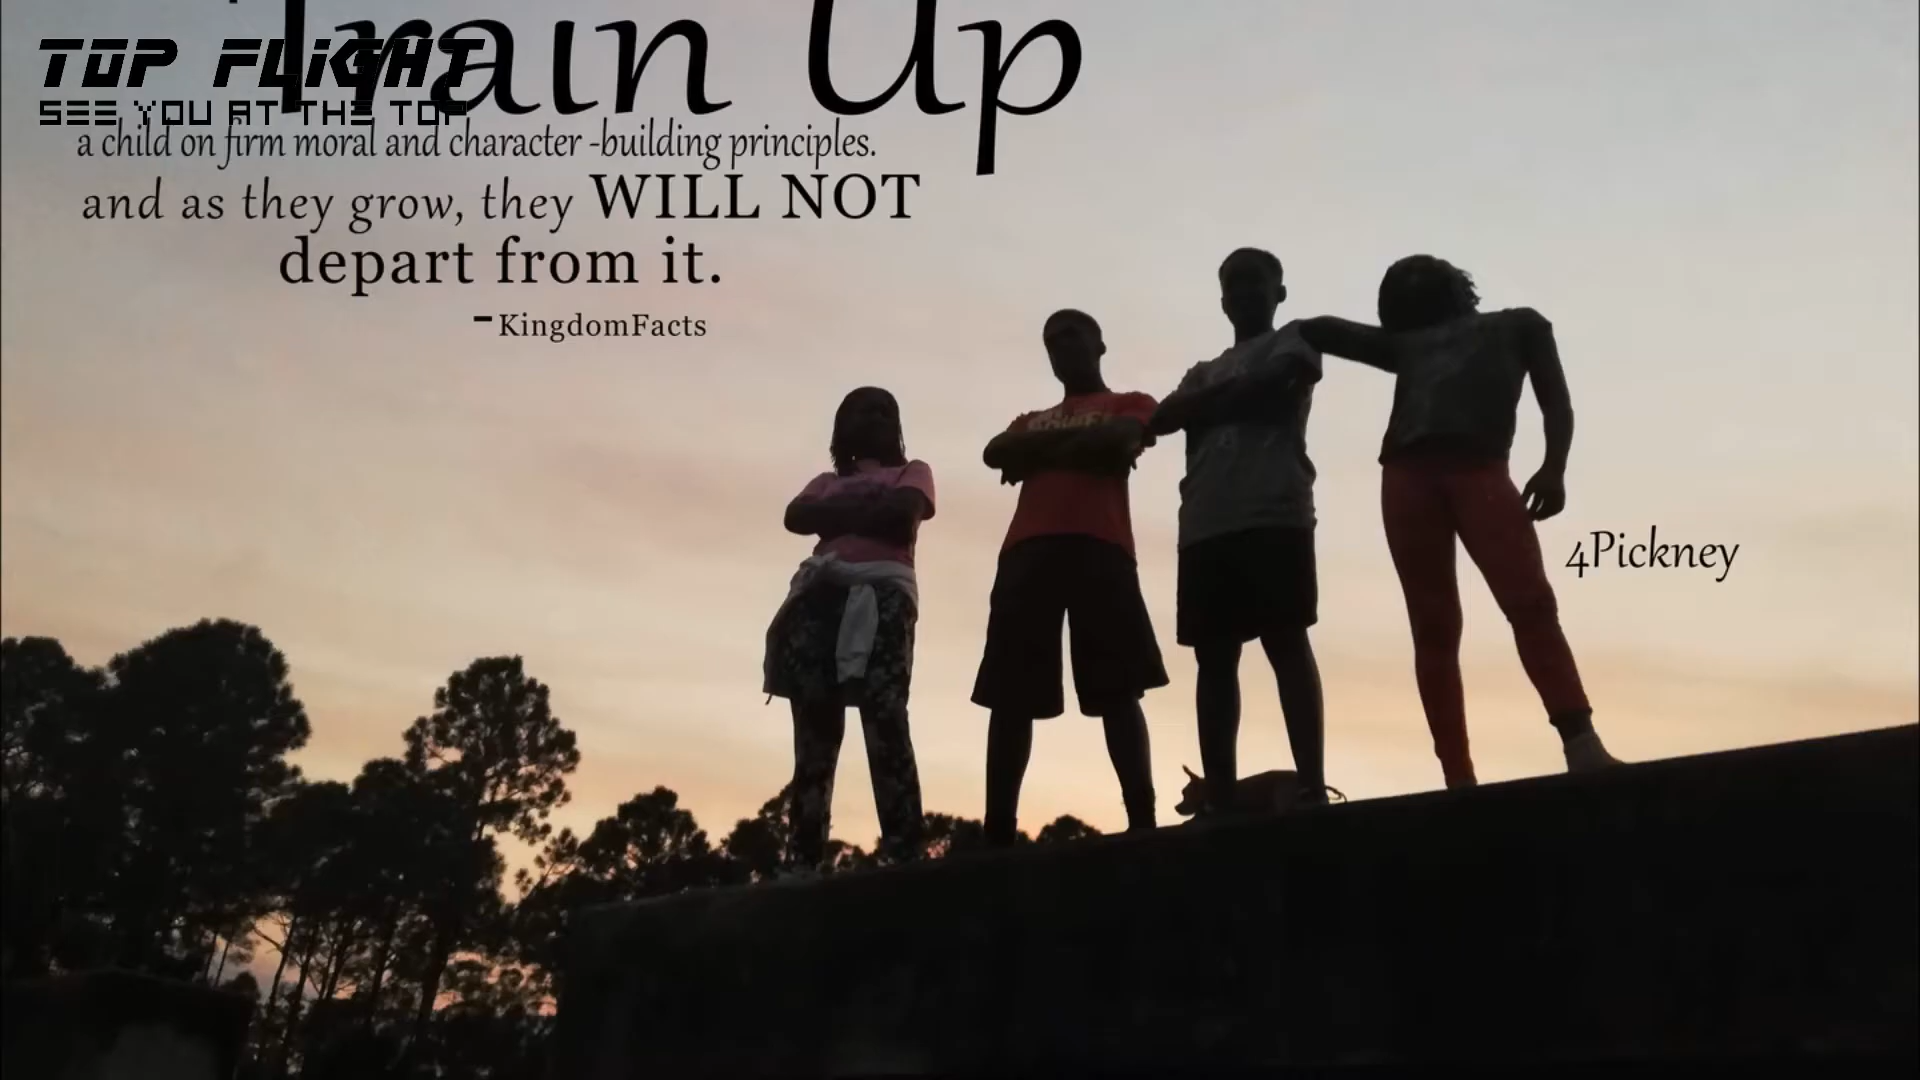 TOP FLIGHT
SEE YOU AT THE TOP
Train Up
a child on firm moral and character -building principles.
and as they grow, they WILL NOT
depart from it.
-KingdomFacts
4Pickney